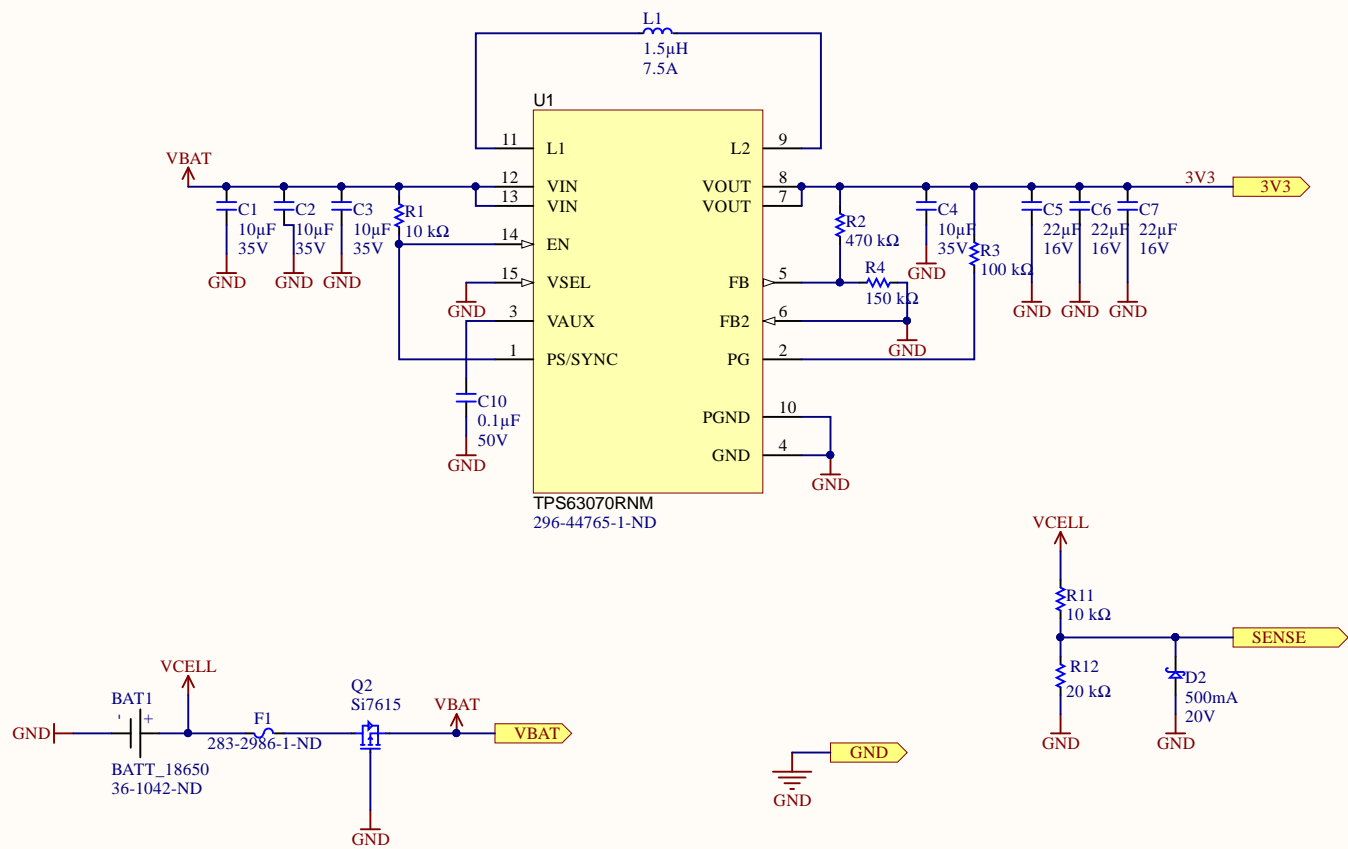 L1
1.5µH
7.5A
U1
11
L1
L2
9
VBAT
12
VIN
VOUT
8
3V3
3V3
13
VIN
VOUT
7
C1
10µF
35V
GND
C2
10µF
35V
GND
C3
10µF
35V
GND
R1
10 kΩ
14
EN
15
VSEL
GND
3
VAUX
1
PS/SYNC
C10
0.1µF
50V
GND
FB
5
FB2
6
PG
2
PGND
10
GND
4
GND
R2
470 kΩ
R4
150 kΩ
GND
C4
10µF
35V
GND
R3
100 kΩ
C5
22µF
16V
GND
C6
22µF
16V
GND
C7
22µF
16V
GND
TPS63070RNM
296-44765-1-ND
VCELL
R11
10 kΩ
SENSE
R12
20 kΩ
GND
D2
500mA
20V
GND
VCELL
BAT1
- +
GND
BATT_18650
36-1042-ND
F1
283-2986-1-ND
Q2
Si7615
GND
VBAT
VBAT
GND
GND